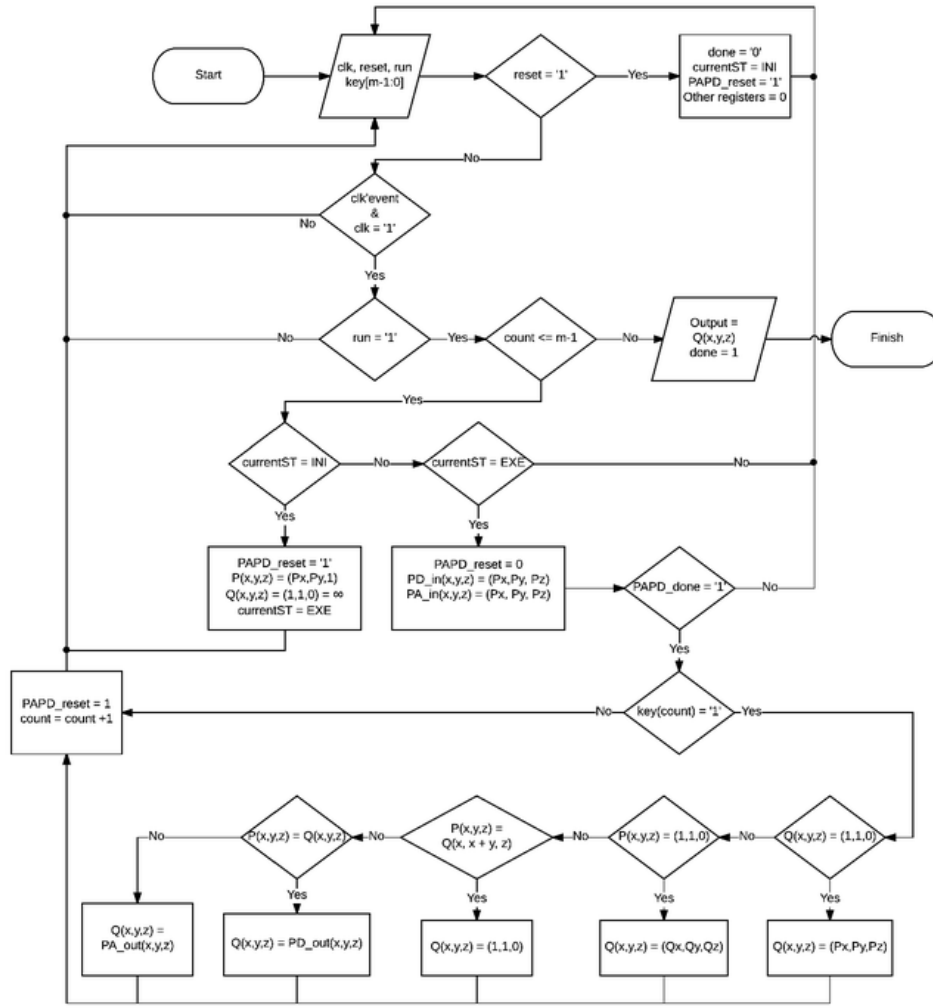 Start
clk, reset, run
key[m-1:0]
reset = '1'
Yes
done = '0'
currentST = INI
PAPD_reset = '1'
Other registers = 0
No
clk'event
&
clk = '1'
No
Yes
No
run = '1'
Yes
count <= m-1
No
Output =
Q(x,y,z)
done = 1
Finish
Yes
currentST = INI
No
currentST = EXE
No
Yes
Yes
PAPD_reset = '1'
P(x,y,z) = (Px,Py,1)
Q(x,y,z) = (1,1,0) = ∞
currentST = EXE
PAPD_reset = 0
PD_in(x,y,z) = (Px,Py, Pz)
PA_in(x,y,z) = (Px, Py, Pz)
PAPD_done = '1'
No
Yes
PAPD_reset = 1
count = count +1
No
key(count) = '1'
Yes
No
P(x,y,z) = Q(x,y,z)
No
P(x,y,z) =
Q(x, x + y, z)
No
P(x,y,z) = (1,1,0)
No
Q(x,y,z) = (1,1,0)
Yes
Yes
Yes
Yes
Q(x,y,z) =
PA_out(x,y,z)
Q(x,y,z) = PD_out(x,y,z)
Q(x,y,z) = (1,1,0)
Q(x,y,z) = (Qx,Qy,Qz)
Q(x,y,z) = (Px,Py,Pz)